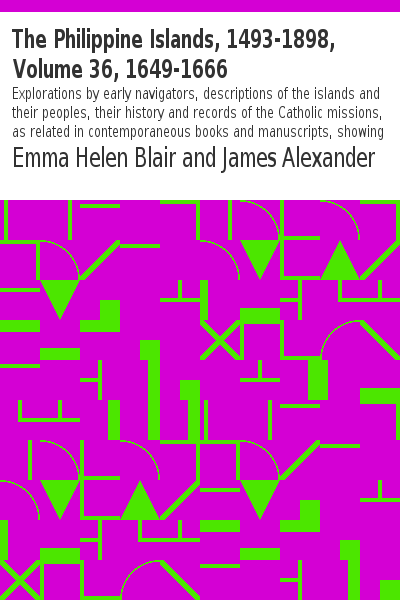 The Philippine Islands, 1493-1898,
Volume 36, 1649-1666
Explorations by early navigators, descriptions of the islands and
their peoples, their history and records of the Catholic missions,
as related in contemporaneous books and manuscripts, showing
Emma Helen Blair and James Alexander